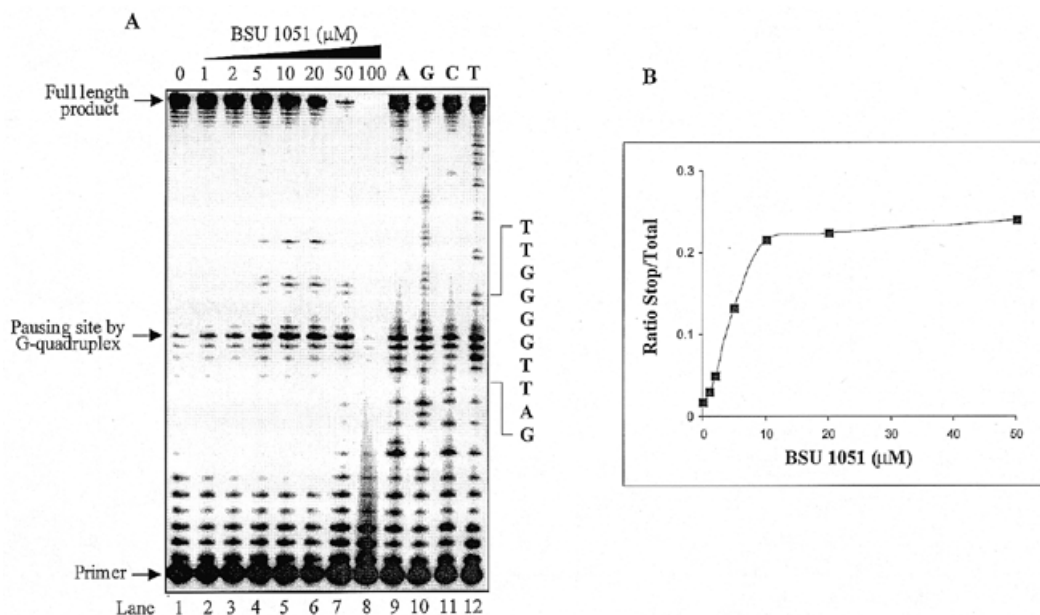 A
BSU 1051 (μM)
0 1 2 5 10 20 50 100 A G C T
Full length
product
Pausing site by
G-quadruplex
Primer
T
T
G
G
G
G
T
T
A
G
Lane 1 2 3 4 5 6 7 8 9 10 11 12
B
Ratio Stop/Total
0.3
0.2
0.1
0
0 10 20 30 40 50
BSU 1051 (μM)